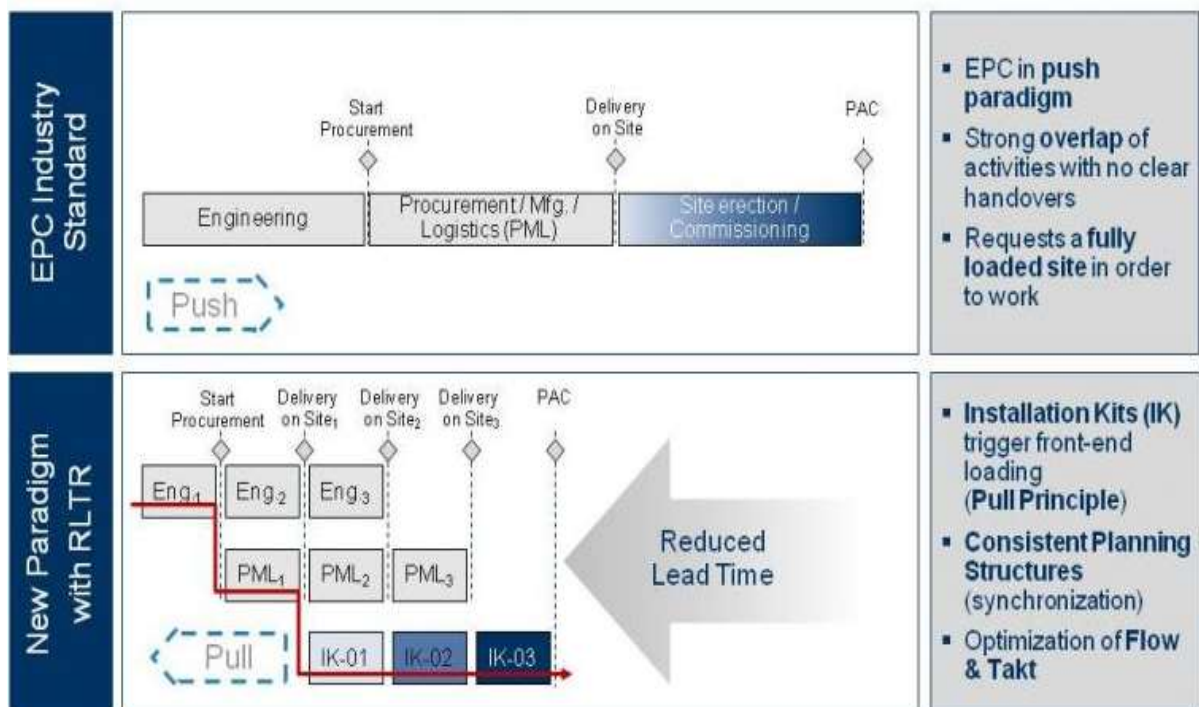 EPC Industry
Standard
Start
Procurement
Delivery
on Site
PAC
Engineering
Procurement / Mfg. /
Logistics (PML)
Site erection /
Commissioning
Push
▪ EPC in push
paradigm
▪ Strong overlap of
activities with no clear
handovers
▪ Requests a fully
loaded site in order
to work
New Paradigm
with RLTR
Start
Procurement
Delivery
on Site₁
Delivery
on Site₂
Delivery
on Site₃
PAC
Eng.₁
Eng.₂
Eng.₃
PML₁
PML₂
PML₃
Pull
IK-01
IK-02
IK-03
Reduced
Lead Time
▪ Installation Kits (IK)
trigger front-end
loading
(Pull Principle)
▪ Consistent Planning
Structures
(synchronization)
▪ Optimization of Flow
& Takt